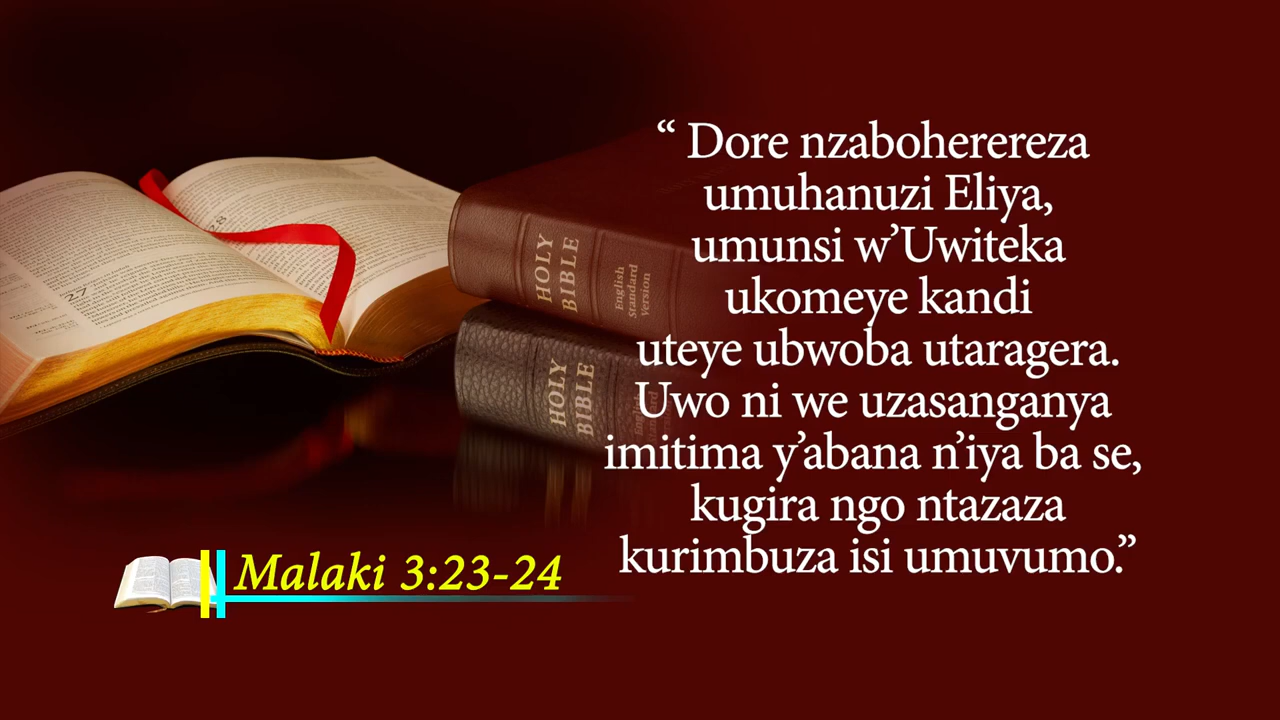 “ Dore nzaboherereza
umuhanuzi Eliya,
umunsi w’Uwiteka
ukomeye kandi
uteye ubwoba utaragera.
Uwo ni we uzasanganya
imitima y’abana n’iya ba se,
kugira ngo ntazaza
kurimbuza isi umuvumo.”
Malaki 3:23-24
HOLY
BIBLE
English
Standard
Version
HOLY
BIBLE
27